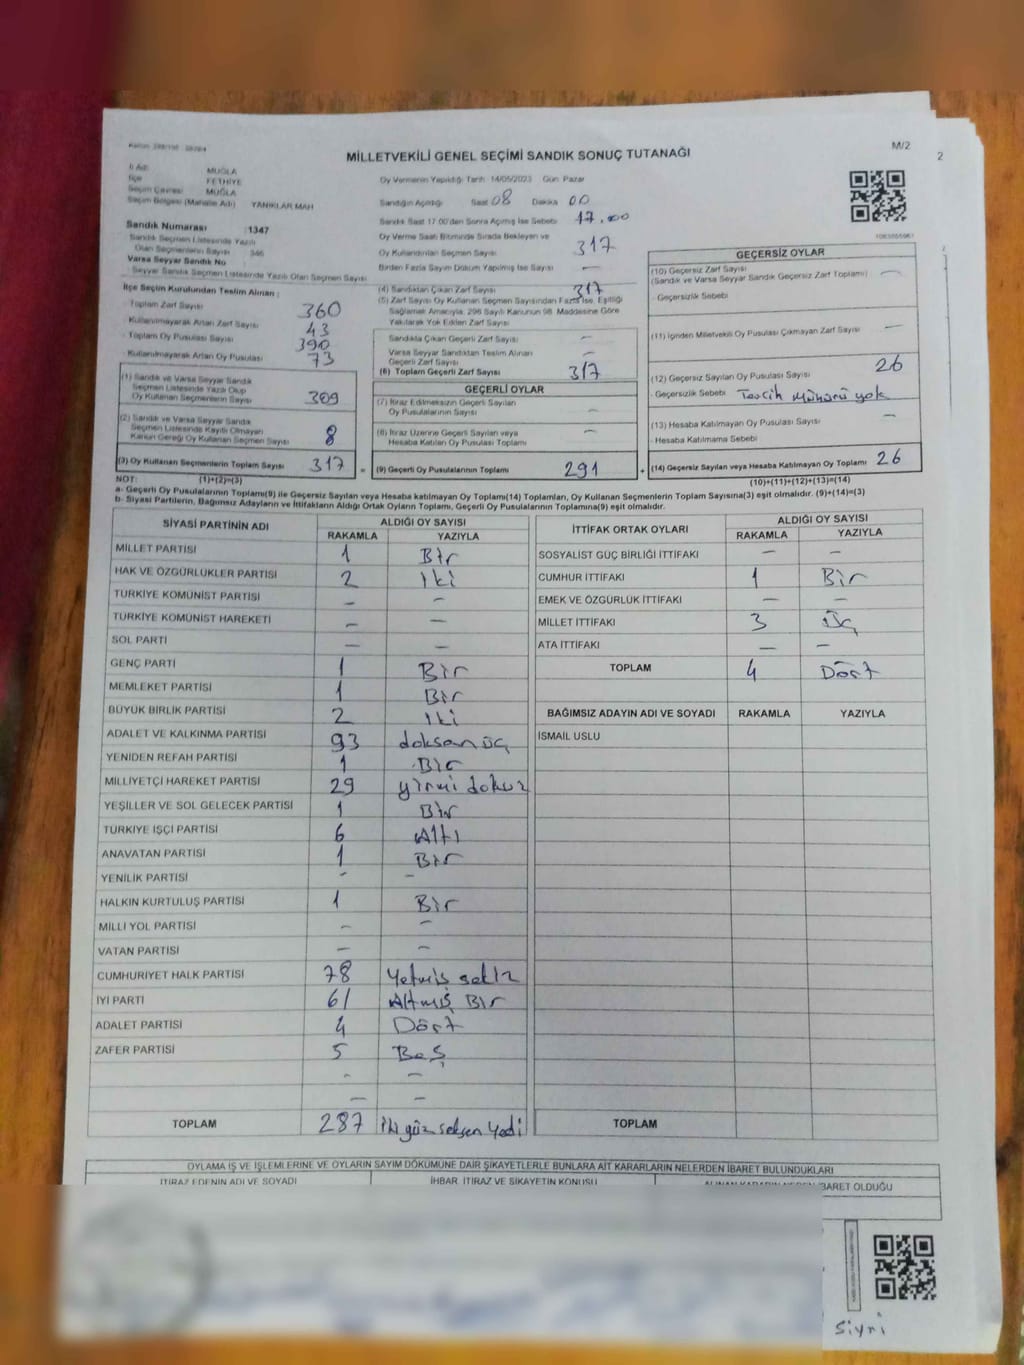 MİLLETVEKİLİ GENEL SEÇİMİ SANDIK SONUÇ TUTANAĞI
M/2
2
İl Adı MUĞLA
İlçe FETHİYE
Seçim Çevresi MUĞLA
Seçim Bölgesi (Mahalle Adı) YANIKLAR MAH
Sandık Numarası 1347
Sandık Seçmen Listesinde Yazılı
Olan Seçmenlerin Sayısı 346
Varsa Seyyar Sandık No
Seyyar Sandık Seçmen Listesinde Yazılı Olan Seçmen Sayısı
Oy Vermenin Yapıldığı Tarih 14/05/2023 Gün Pazar
Sandığın Açıldığı Saat 08 Dakika 00
Sandık Saat 17 00'den Sonra Açılmış İse Sebebi 17.00
Oy Verme Saati Bitiminde Sırada Bekleyen ve
Oy Kullandırılan Seçmen Sayısı 317
Birden Fazla Sayım Döküm Yapılmış İse Sayısı —
İlçe Seçim Kurulundan Teslim Alınan :
Toplam Zarf Sayısı 360
Kullanılmayarak Artan Zarf Sayısı 43
Toplam Oy Pusulası Sayısı 390
Kullanılmayarak Artan Oy Pusulası 73
(1) Sandık ve Varsa Seyyar Sandık
Seçmen Listesinde Yazılı Olup
Oy Kullanan Seçmenlerin Sayısı 309
(2) Sandık ve Varsa Seyyar Sandık
Seçmen Listesinde Kayıtlı Olmayan
Kanun Gereği Oy Kullanan Seçmen Sayısı 8
(3) Oy Kullanan Seçmenlerin Toplam Sayısı 317
(4) Sandıktan Çıkan Zarf Sayısı 317
(5) Zarf Sayısı Oy Kullanan Seçmen Sayısından Fazla İse, Eşitliği
Sağlamak Amacıyla, 298 Sayılı Kanunun 98. Maddesine Göre
Yakılarak Yok Edilen Zarf Sayısı —
Sandıkta Çıkan Geçerli Zarf Sayısı —
Varsa Seyyar Sandıktan Teslim Alınan
Geçerli Zarf Sayısı —
(6) Toplam Geçerli Zarf Sayısı 317
GEÇERLİ OYLAR
(7) İtiraz Edilmeksizin Geçerli Sayılan
Oy Pusulalarının Sayısı —
(8) İtiraz Üzerine Geçerli Sayılan veya
Hesaba Katılan Oy Pusulası Toplamı —
= (9) Geçerli Oy Pusulalarının Toplamı 291
GEÇERSİZ OYLAR
(10) Geçersiz Zarf Sayısı —
(Sandık ve Varsa Seyyar Sandık Geçersiz Zarf Toplamı)
- Geçersizlik Sebebi
(11) İçinden Milletvekili Oy Pusulası Çıkmayan Zarf Sayısı —
(12) Geçersiz Sayılan Oy Pusulası Sayısı 26
- Geçersizlik Sebebi Tercih Mührü yok
(13) Hesaba Katılmayan Oy Pusulası Sayısı —
- Hesaba Katılmama Sebebi
+ (14) Geçersiz Sayılan veya Hesaba Katılmayan Oy Toplamı 26
NOT: (1)+(2)=(3) (10)+(11)+(12)+(13)=(14)
a- Geçerli Oy Pusulalarının Toplamı(9) ile Geçersiz Sayılan veya Hesaba katılmayan Oy Toplamı(14) Toplamları, Oy Kullanan Seçmenlerin Toplam Sayısına(3) eşit olmalıdır. (9)+(14)=(3)
b- Siyasi Partilerin, Bağımsız Adayların ve İttifakların Aldığı Ortak Oyların Toplamı, Geçerli Oy Pusulalarının Toplamına(9) eşit olmalıdır.
SİYASİ PARTİNİN ADI ALDIĞI OY SAYISI
RAKAMLA YAZIYLA
MİLLET PARTİSİ 1 Bir
HAK VE ÖZGÜRLÜKLER PARTİSİ 2 İki
TÜRKİYE KOMÜNİST PARTİSİ — —
TÜRKİYE KOMÜNİST HAREKETİ — —
SOL PARTİ — —
GENÇ PARTİ 1 Bir
MEMLEKET PARTİSİ 1 Bir
BÜYÜK BİRLİK PARTİSİ 2 İki
ADALET VE KALKINMA PARTİSİ 93 doksan üç
YENİDEN REFAH PARTİSİ 1 Bir
MİLLİYETÇİ HAREKET PARTİSİ 29 yirmi dokuz
YEŞİLLER VE SOL GELECEK PARTİSİ 1 Bir
TÜRKİYE İŞÇİ PARTİSİ 6 Altı
ANAVATAN PARTİSİ 1 Bir
YENİLİK PARTİSİ — —
HALKIN KURTULUŞ PARTİSİ 1 Bir
MİLLİ YOL PARTİSİ — —
VATAN PARTİSİ — —
CUMHURİYET HALK PARTİSİ 78 Yetmiş sekiz
İYİ PARTİ 61 Altmış Bir
ADALET PARTİSİ 4 Dört
ZAFER PARTİSİ 5 Beş
— —
— —
TOPLAM 287 iki yüz seksen yedi
İTTİFAK ORTAK OYLARI ALDIĞI OY SAYISI
RAKAMLA YAZIYLA
SOSYALİST GÜÇ BİRLİĞİ İTTİFAKI — —
CUMHUR İTTİFAKI 1 Bir
EMEK VE ÖZGÜRLÜK İTTİFAKI — —
MİLLET İTTİFAKI 3 Üç
ATA İTTİFAKI — —
TOPLAM 4 Dört
BAĞIMSIZ ADAYIN ADI VE SOYADI RAKAMLA YAZIYLA
İSMAİL USLU
TOPLAM
OYLAMA İŞ VE İŞLEMLERİNE VE OYLARIN SAYIM DÖKÜMÜNE DAİR ŞİKAYETLERLE BUNLARA AİT KARARLARIN NELERDEN İBARET BULUNDUKLARI
İTİRAZ EDENİN ADI VE SOYADI İHBAR, İTİRAZ VE ŞİKAYETİN KONUSU ALINAN KARARIN NEDEN İBARET OLDUĞU